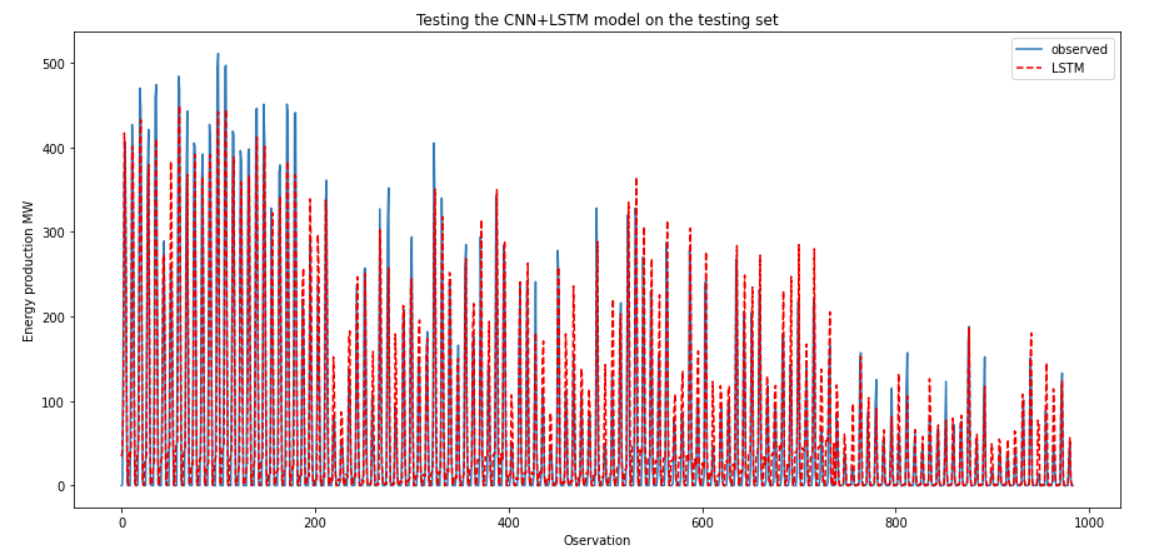 Testing the CNN+LSTM model on the testing set
observed
LSTM
Energy production MW
500
400
300
200
100
0
0 200 400 600 800 1000
Oservation